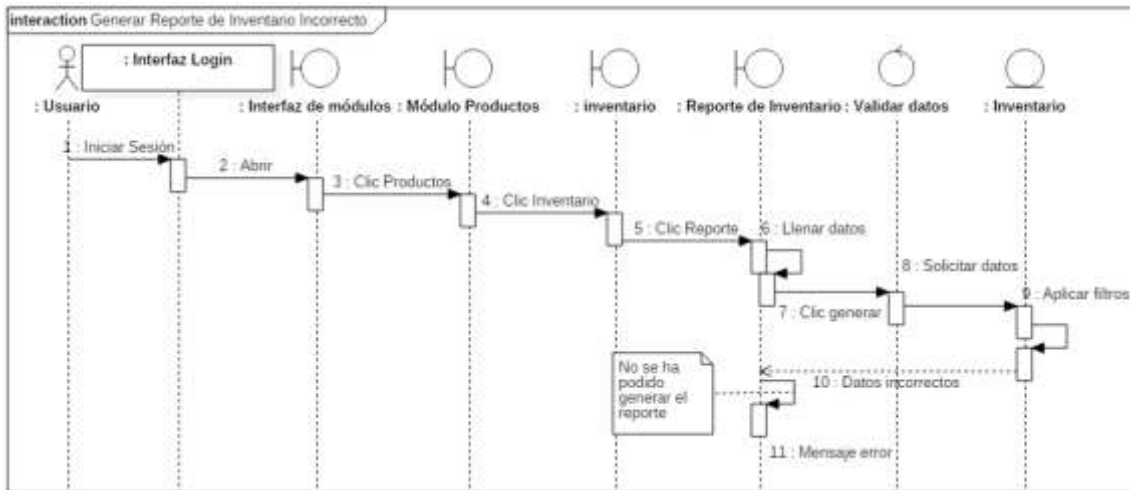 interaction Generar Reporte de Inventario Incorrecto
: Interfaz Login
: Usuario
: Interfaz de módulos
: Módulo Productos
: inventario
: Reporte de Inventario
: Validar datos
: Inventario
1 : Iniciar Sesión
2 : Abrir
3 : Clic Productos
4 : Clic Inventario
5 : Clic Reporte
6 : Llenar datos
8 : Solicitar datos
9 : Aplicar filtros
7 : Clic generar
No se ha
podido
generar el
reporte
10 : Datos incorrectos
11 : Mensaje error